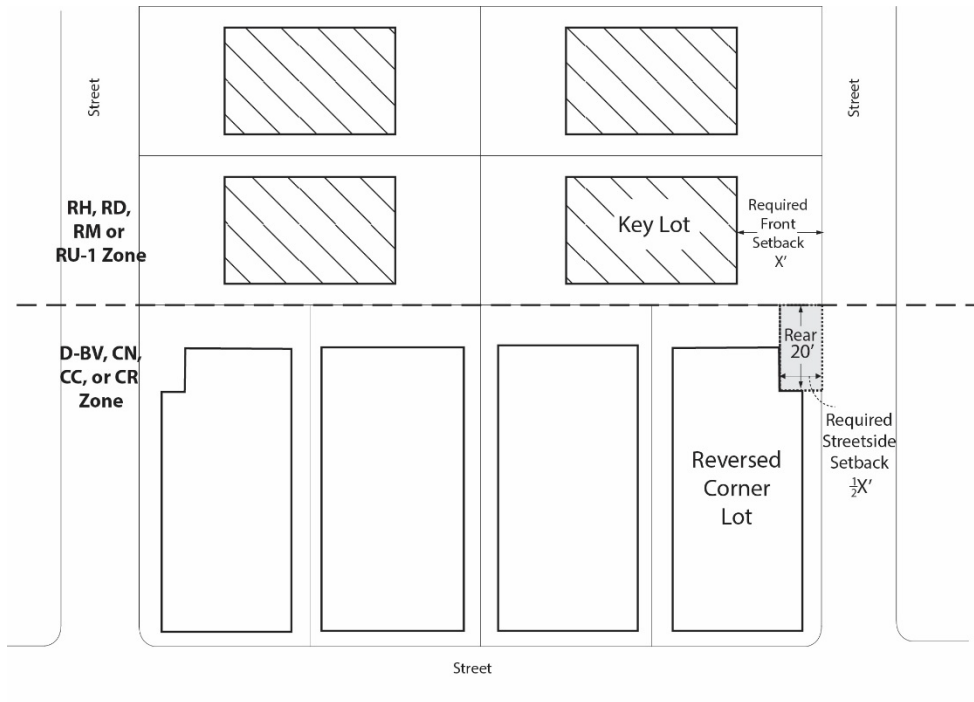 Street
Street
RH, RD,
RM or
RU-1 Zone
Key Lot
Required
Front
Setback
X'
D-BV, CN,
CC, or CR
Zone
Rear
20'
Required
Streetside
Setback
½X'
Reversed
Corner
Lot
Street